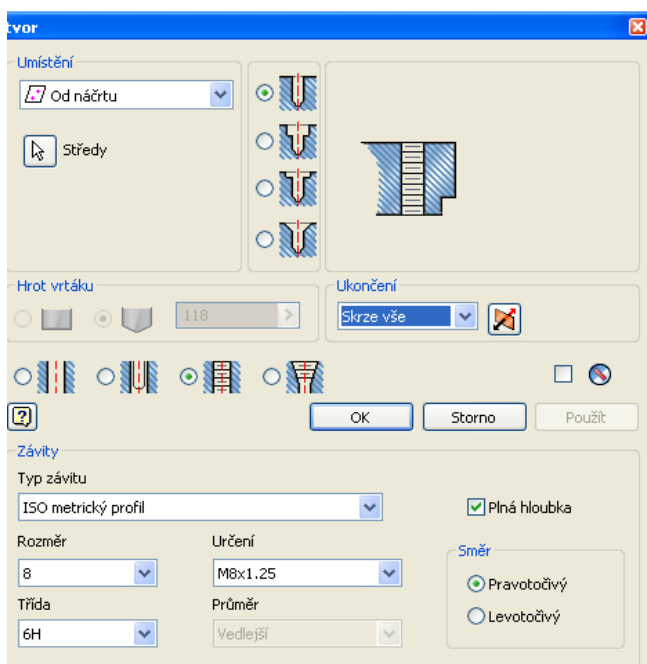 tvor
Umístění
Od náčrtu
Středy
Hrot vrtáku
118
Ukončení
Skrze vše
OK
Storno
Použít
Závity
Typ závitu
ISO metrický profil
Plná hloubka
Rozměr
Určení
8
M8x1.25
Směr
Pravotočivý
Levotočivý
Třída
Průměr
6H
Vedlejší